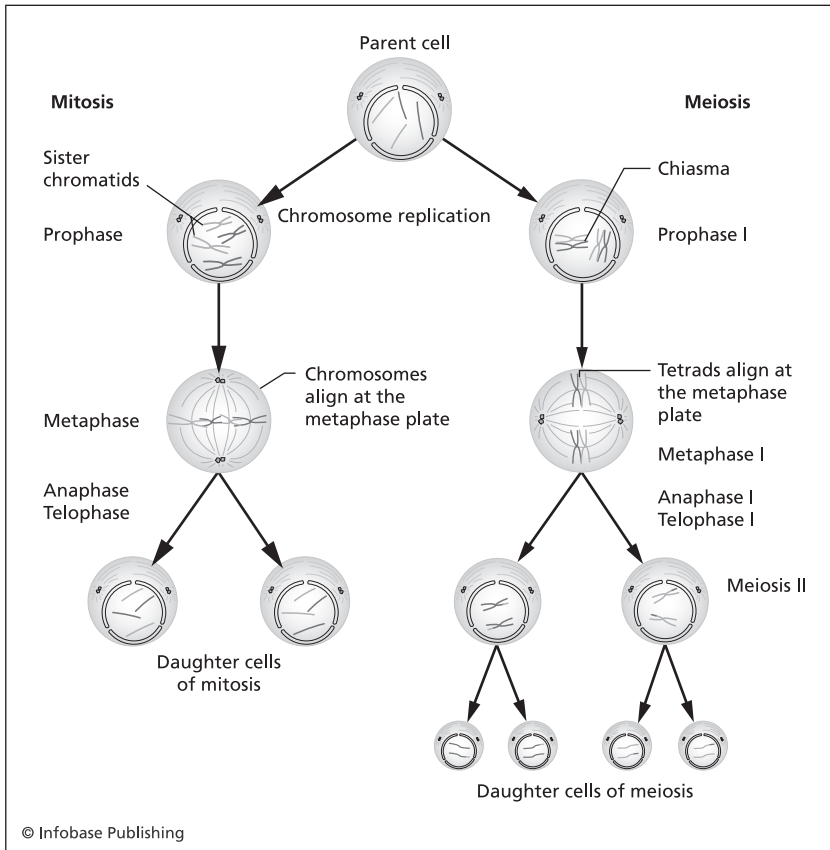 Parent cell
Mitosis
Meiosis
Sister
chromatids
Chiasma
Chromosome replication
Prophase
Prophase I
Chromosomes
align at the
metaphase plate
Tetrads align at
the metaphase
plate
Metaphase
Metaphase I
Anaphase
Telophase
Anaphase I
Telophase I
Meiosis II
Daughter cells
of mitosis
Daughter cells of meiosis
© Infobase Publishing